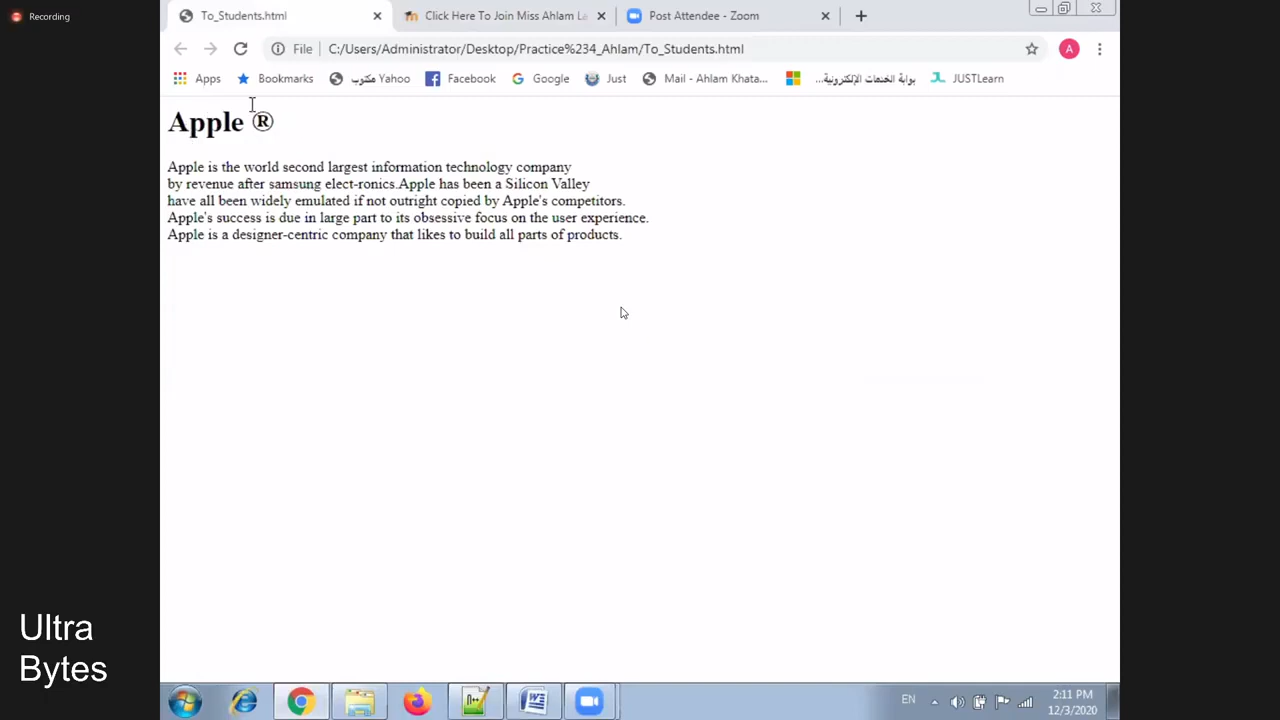 Recording
To_Students.html
Click Here To Join Miss Ahlam La
Post Attendee - Zoom
File
C:/Users/Administrator/Desktop/Practice%234_Ahlam/To_Students.html
A
Apps
Bookmarks
مكتوب Yahoo
Facebook
Google
Just
Mail - Ahlam Khata...
بوابة الخدمات الإلكترونية...
JUSTLearn
Apple ®
Apple is the world second largest information technology company
by revenue after samsung elect-ronics.Apple has been a Silicon Valley
have all been widely emulated if not outright copied by Apple's competitors.
Apple's success is due in large part to its obsessive focus on the user experience.
Apple is a designer-centric company that likes to build all parts of products.
Ultra
Bytes
EN
2:11 PM
12/3/2020